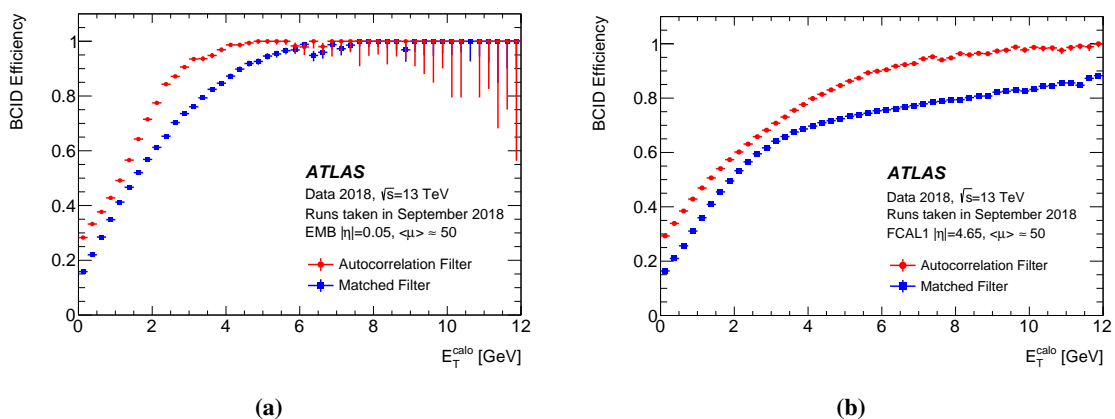 BCID Efficiency
1
0.8
0.6
0.4
0.2
0
ATLAS
Data 2018, √s=13 TeV
Runs taken in September 2018
EMB |η|=0.05, <μ> ≈ 50
Autocorrelation Filter
Matched Filter
0 2 4 6 8 10 12
E_T^calo [GeV]
(a)
BCID Efficiency
1
0.8
0.6
0.4
0.2
0
ATLAS
Data 2018, √s=13 TeV
Runs taken in September 2018
FCAL1 |η|=4.65, <μ> ≈ 50
Autocorrelation Filter
Matched Filter
0 2 4 6 8 10 12
E_T^calo [GeV]
(b)